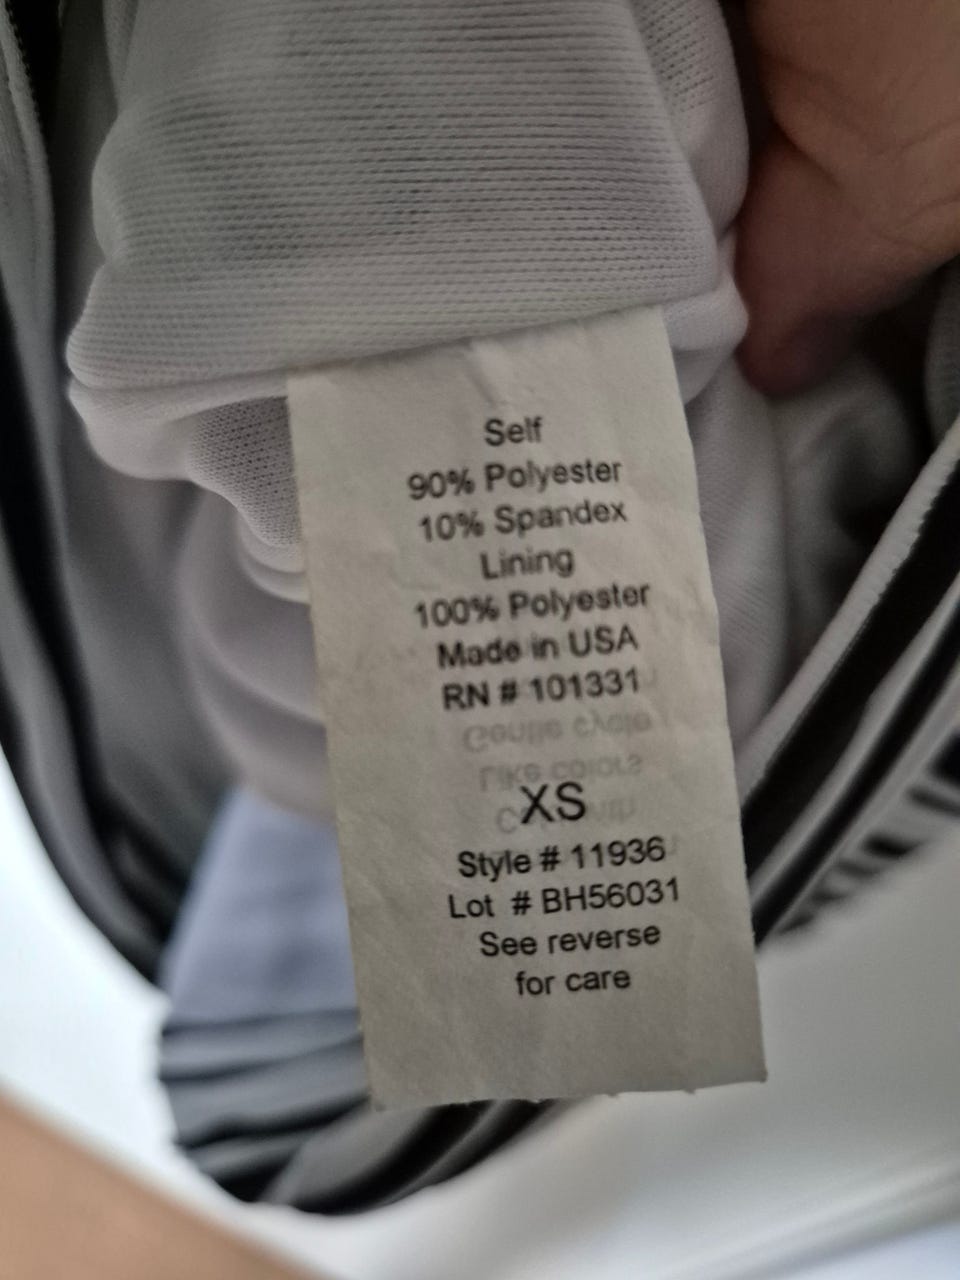 Self
90% Polyester
10% Spandex
Lining
100% Polyester
Made in USA
RN # 101331
XS
Style # 11936
Lot # BH56031
See reverse
for care